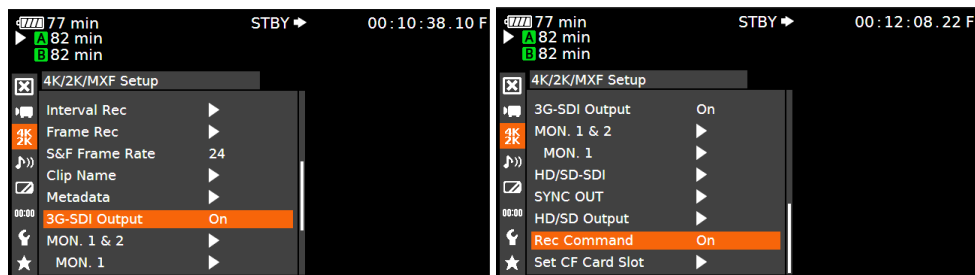 77 min STBY 00:10:38.10 F
A 82 min
B 82 min
4K/2K/MXF Setup
Interval Rec
Frame Rec
S&F Frame Rate 24
Clip Name
Metadata
3G-SDI Output On
MON. 1 & 2
MON. 1
4K
2K
00:00
77 min STBY 00:12:08.22 F
A 82 min
B 82 min
4K/2K/MXF Setup
3G-SDI Output On
MON. 1 & 2
MON. 1
HD/SD-SDI
SYNC OUT
HD/SD Output
Rec Command On
Set CF Card Slot
4K
2K
00:00